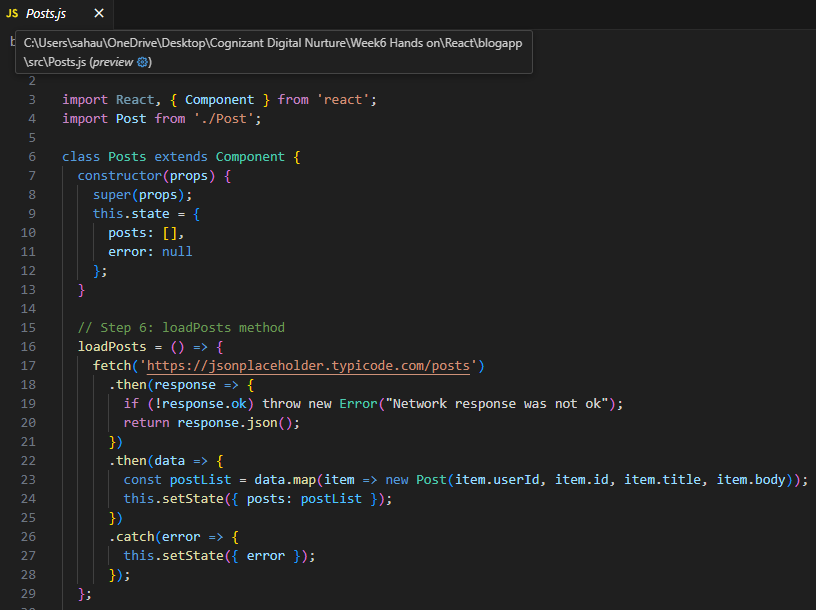 JS Posts.js ×
C:\Users\sahau\OneDrive\Desktop\Cognizant Digital Nurture\Week6 Hands on\React\blogapp
\src\Posts.js (preview)
2
3 import React, { Component } from 'react';
4 import Post from './Post';
5
6 class Posts extends Component {
7   constructor(props) {
8     super(props);
9     this.state = {
10       posts: [],
11       error: null
12     };
13   }
14
15   // Step 6: loadPosts method
16   loadPosts = () => {
17     fetch('https://jsonplaceholder.typicode.com/posts')
18       .then(response => {
19         if (!response.ok) throw new Error("Network response was not ok");
20         return response.json();
21       })
22       .then(data => {
23         const postList = data.map(item => new Post(item.userId, item.id, item.title, item.body));
24         this.setState({ posts: postList });
25       })
26       .catch(error => {
27         this.setState({ error });
28       });
29   };